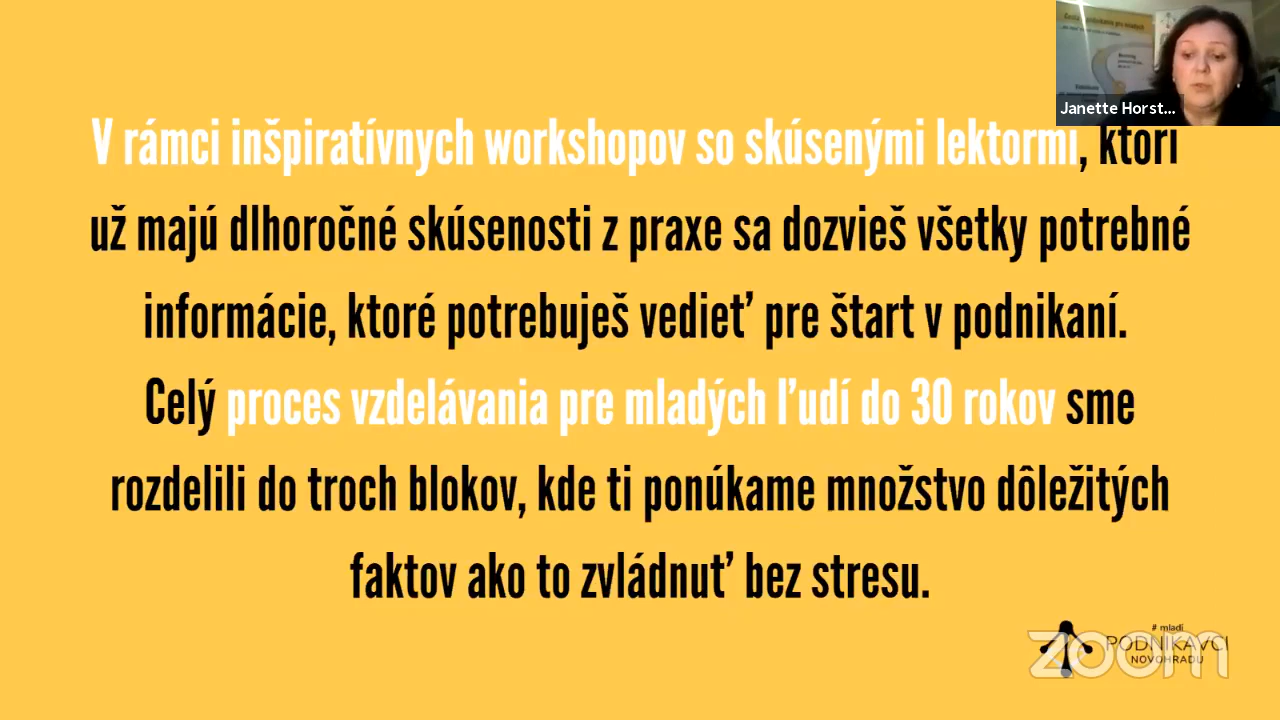 Janette Horst...
V rámci inšpiratívnych workshopov so skúsenými lektormi, ktorí
už majú dlhoročné skúsenosti z praxe sa dozvieš všetky potrebné
informácie, ktoré potrebuješ vedieť pre štart v podnikaní.
Celý proces vzdelávania pre mladých ľudí do 30 rokov sme
rozdelili do troch blokov, kde ti ponúkame množstvo dôležitých
faktov ako to zvládnuť bez stresu.
# mladí
PODNIKAVCI
NOVOHRADU
zoom